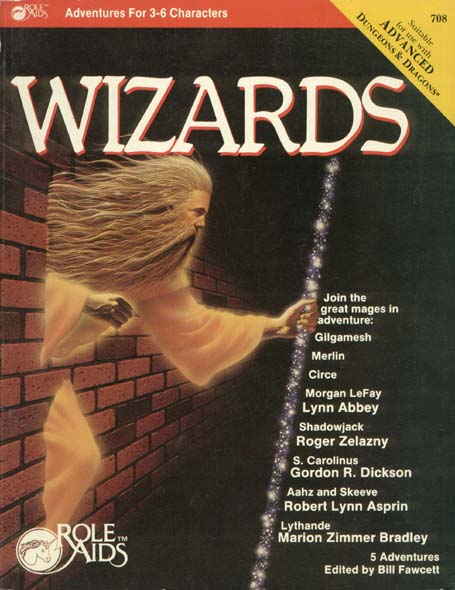 ROLE™
AIDS
Adventures For 3-6 Characters
708
Suitable
for use with
ADVANCED
DUNGEONS & DRAGONS®
WIZARDS
Join the
great mages in
adventure:
Gilgamesh
Merlin
Circe
Morgan LeFay
Lynn Abbey
Shadowjack
Roger Zelazny
S. Carolinus
Gordon R. Dickson
Aahz and Skeeve
Robert Lynn Asprin
Lythande
Marion Zimmer Bradley
5 Adventures
Edited by Bill Fawcett
ROLE™
AIDS